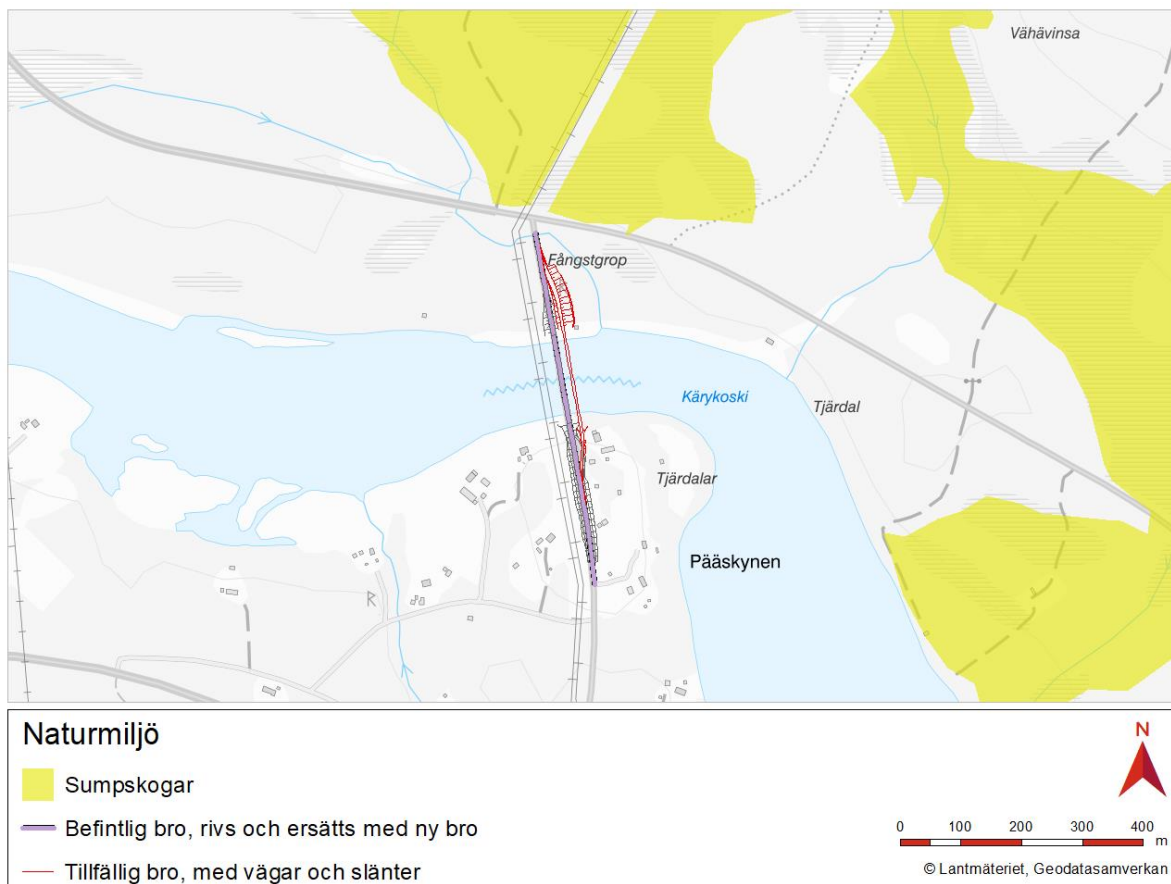 Vähävinsa
Fångstgrop
Kärykoski
Tjärdal
Tjärdalar
Pääskynen
R
Naturmiljö
Sumpskogar
Befintlig bro, rivs och ersätts med ny bro
Tillfällig bro, med vägar och slänter
N
0 100 200 300 400
m
© Lantmäteriet, Geodatasamverkan